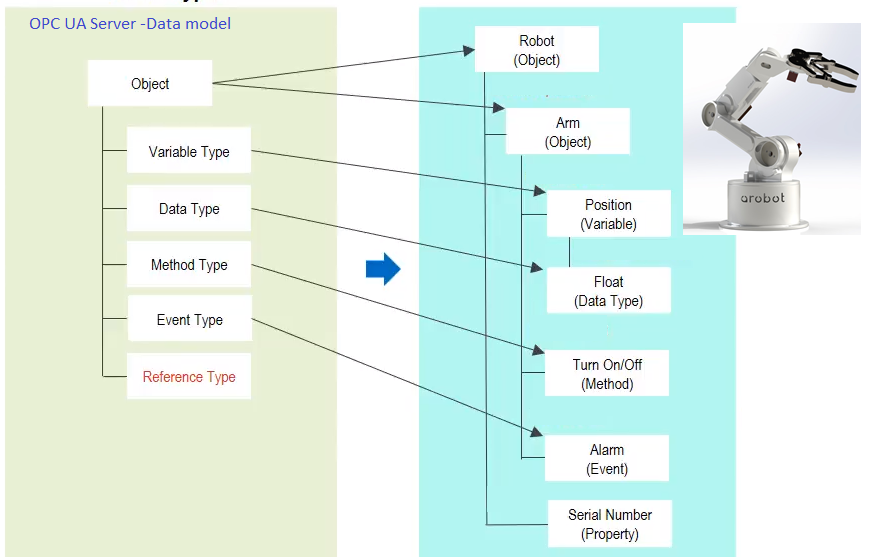 OPC UA Server -Data model
Object
Variable Type
Data Type
Method Type
Event Type
Reference Type
Robot
(Object)
Arm
(Object)
Position
(Variable)
Float
(Data Type)
Turn On/Off
(Method)
Alarm
(Event)
Serial Number
(Property)
arobot